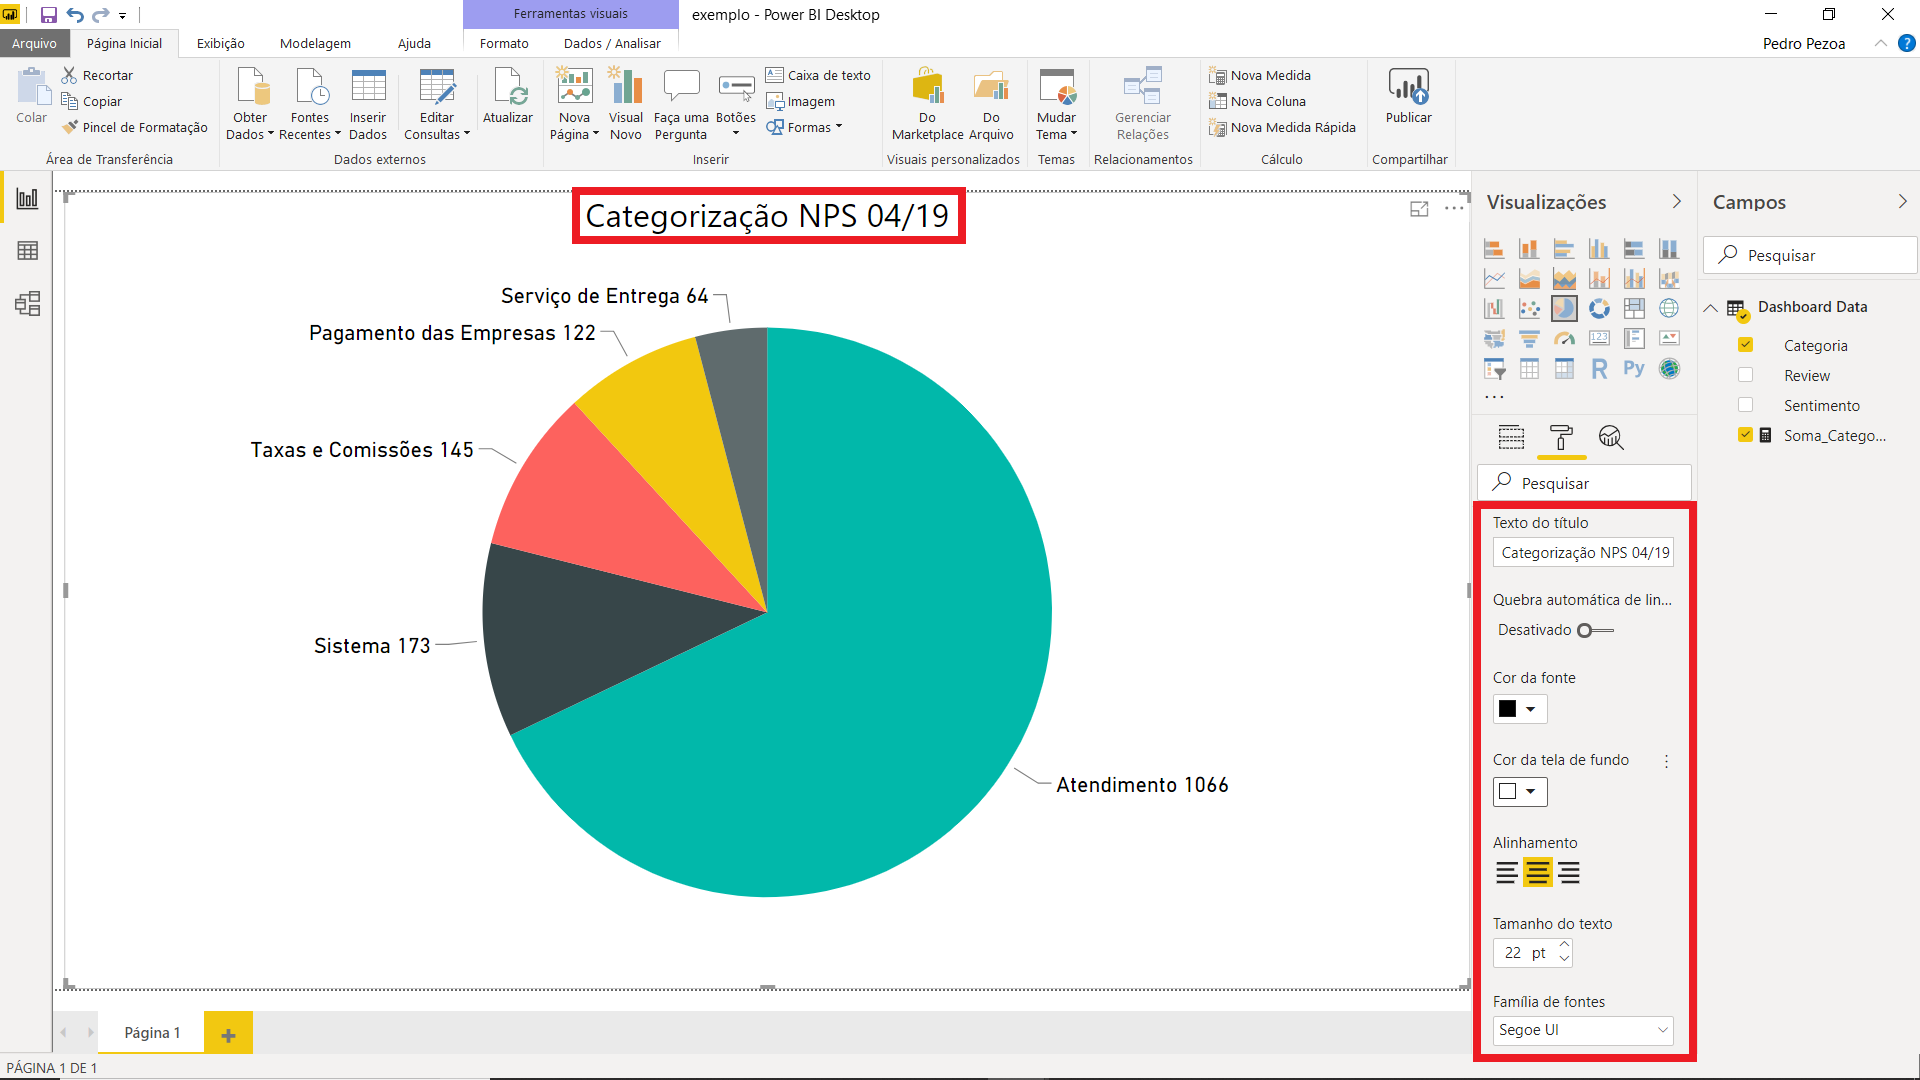 Ferramentas visuais
exemplo - Power BI Desktop
Arquivo
Página Inicial
Exibição
Modelagem
Ajuda
Formato
Dados / Analisar
Pedro Pezoa
?
Colar
Recortar
Copiar
Pincel de Formatação
Área de Transferência
Obter
Dados
Fontes
Recentes
Inserir
Dados
Editar
Consultas
Atualizar
Dados externos
Nova
Página
Visual
Novo
Faça uma
Pergunta
Botões
Caixa de texto
Imagem
Formas
Inserir
Do
Marketplace
Do
Arquivo
Visuais personalizados
Mudar
Tema
Temas
Gerenciar
Relações
Relacionamentos
Nova Medida
Nova Coluna
Nova Medida Rápida
Cálculo
Publicar
Compartilhar
Categorização NPS 04/19
Serviço de Entrega 64
Pagamento das Empresas 122
Taxas e Comissões 145
Sistema 173
Atendimento 1066
Visualizações
123
R
Py
...
Pesquisar
Texto do título
Categorização NPS 04/19
Quebra automática de lin...
Desativado
Cor da fonte
Cor da tela de fundo
Alinhamento
Tamanho do texto
22 pt
Família de fontes
Segoe UI
Campos
Pesquisar
Dashboard Data
Categoria
Review
Sentimento
Soma_Catego...
Página 1
+
PÁGINA 1 DE 1